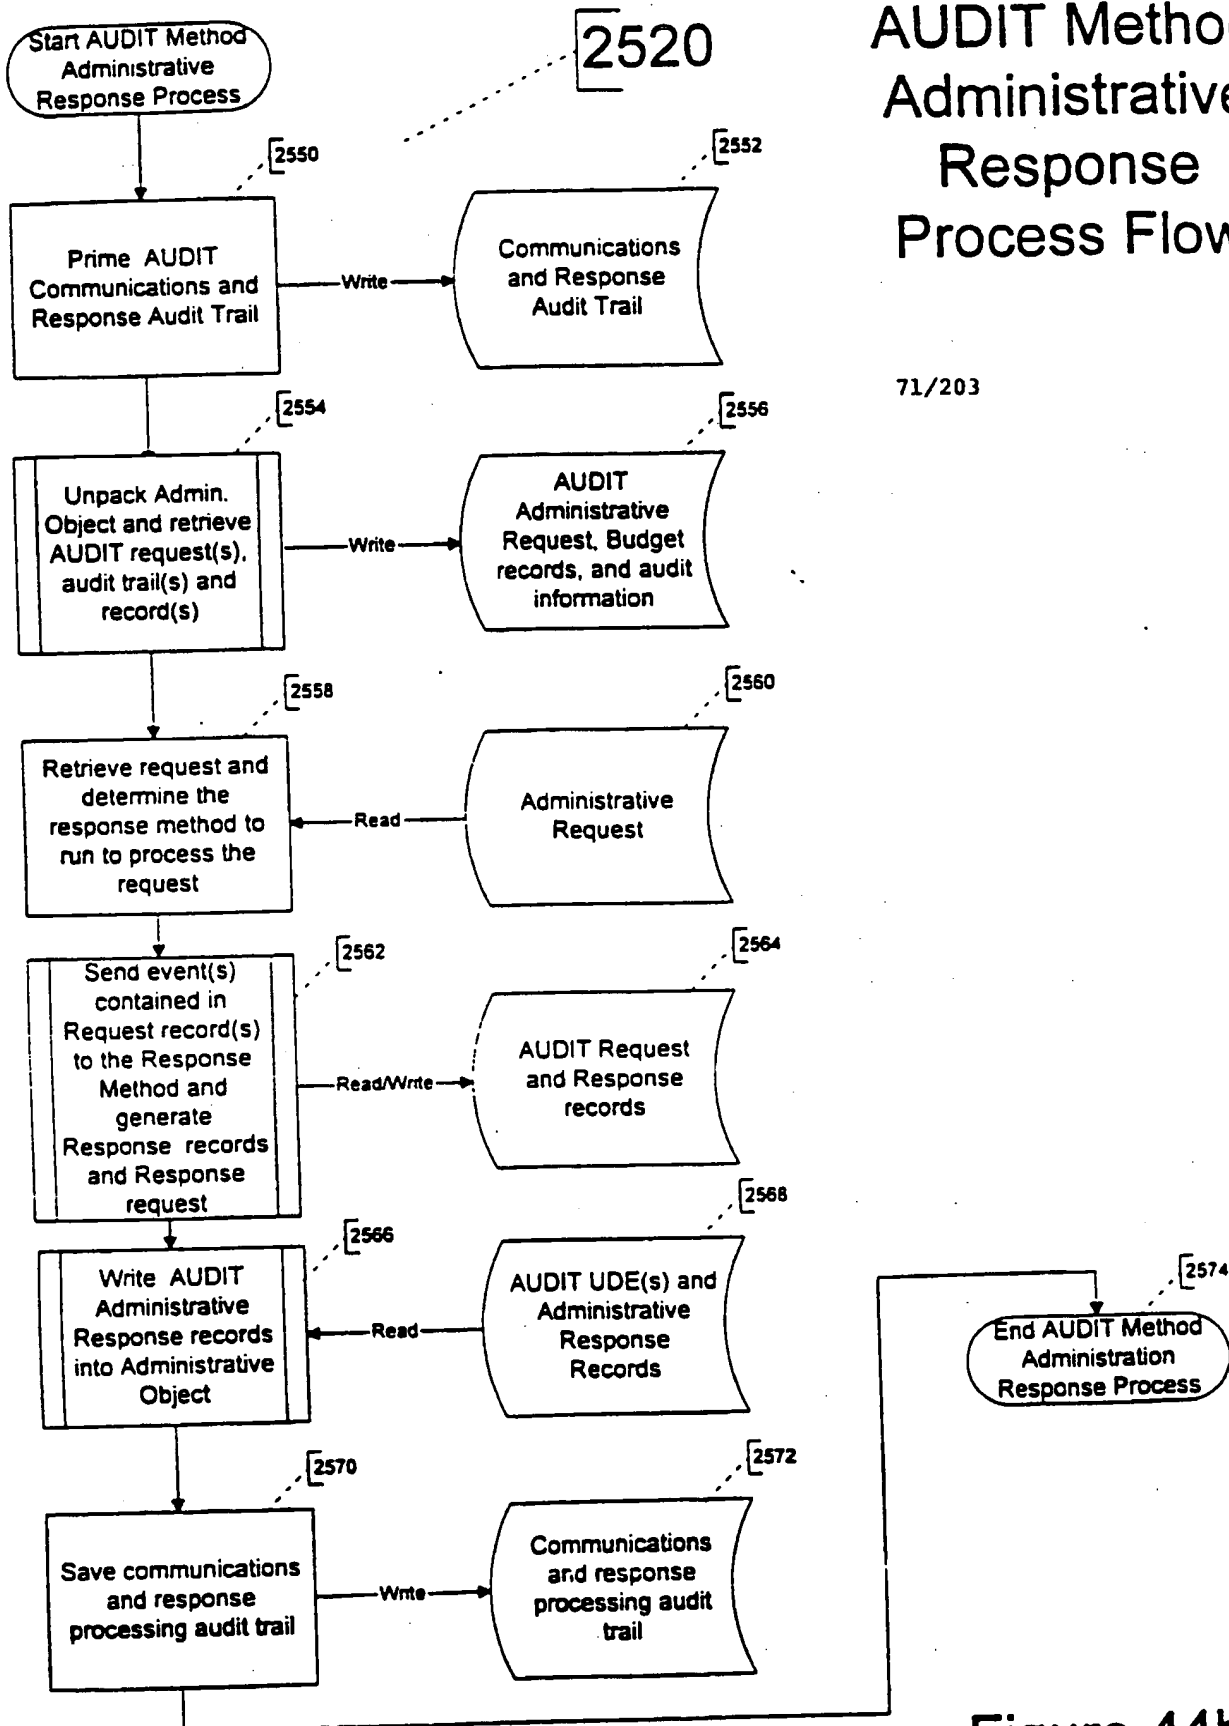 Start AUDIT Method
Administrative
Response Process
2520
AUDIT Metho
Administrative
Response
Process Flow
2550
2552
Prime AUDIT
Communications and
Response Audit Trail
Write
Communications
and Response
Audit Trail
71/203
2554
2556
Unpack Admin.
Object and retrieve
AUDIT request(s),
audit trail(s) and
record(s)
Write
AUDIT
Administrative
Request, Budget
records, and audit
information
2558
2560
Retrieve request and
determine the
response method to
run to process the
request
Read
Administrative
Request
2562
2564
Send event(s)
contained in
Request record(s)
to the Response
Method and
generate
Response records
and Response
request
Read/Write
AUDIT Request
and Response
records
2566
2568
Write AUDIT
Administrative
Response records
into Administrative
Object
Read
AUDIT UDE(s) and
Administrative
Response
Records
2574
End AUDIT Method
Administration
Response Process
2570
2572
Save communications
and response
processing audit trail
Write
Communications
and response
processing audit
trail
Figure 44b